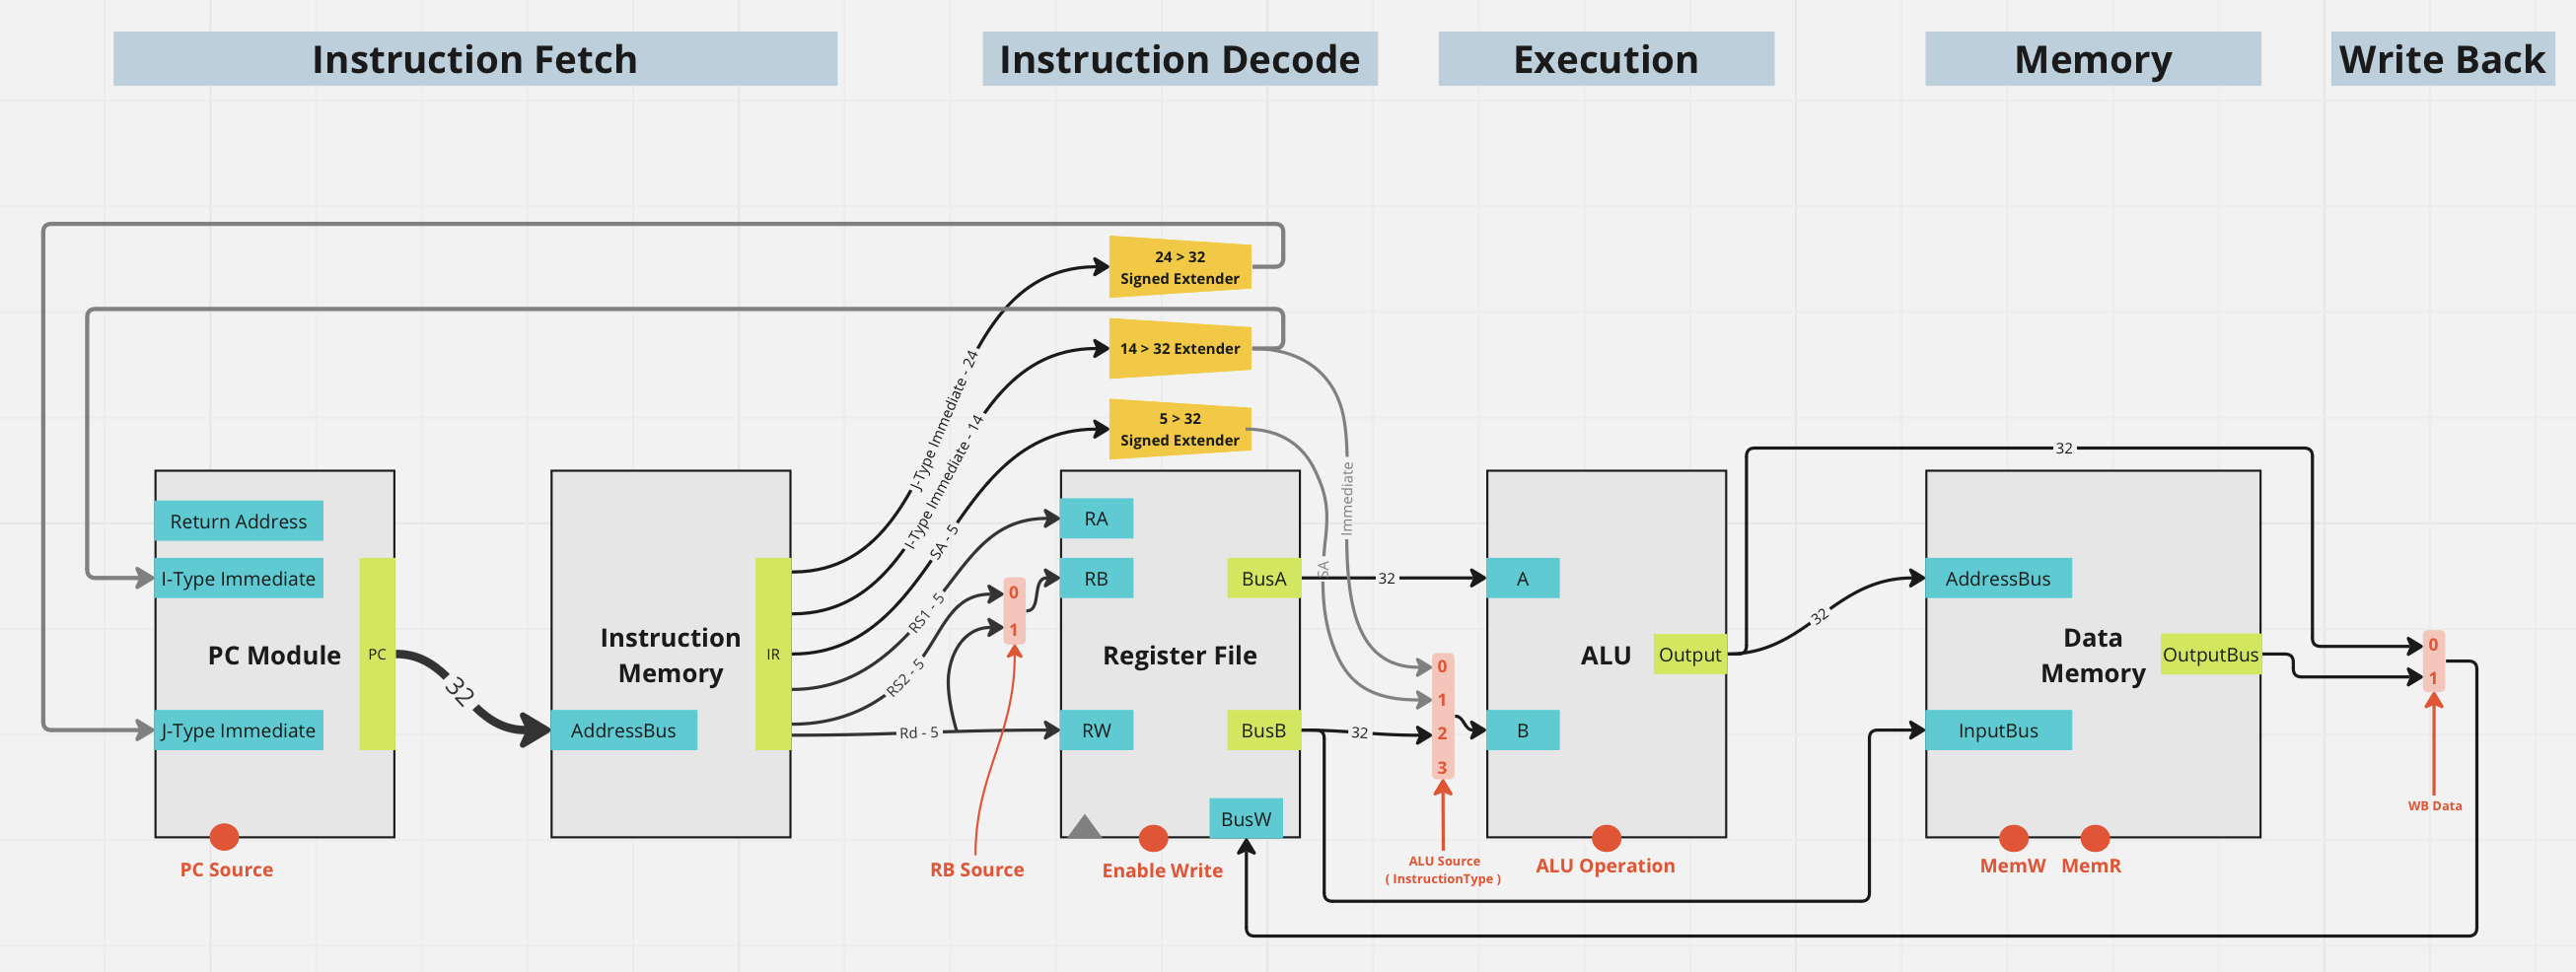 Instruction Fetch
Instruction Decode
Execution
Memory
Write Back
24 > 32
Signed Extender
14 > 32 Extender
5 > 32
Signed Extender
J-Type Immediate - 24
I-Type Immediate - 14
SA - 5
RS1 - 5
RS2 - 5
Rd - 5
Return Address
I-Type Immediate
PC Module
PC
J-Type Immediate
PC Source
32
Instruction
Memory
IR
AddressBus
0
1
RB Source
RA
RB
BusA
Register File
RW
BusB
BusW
Enable Write
Immediate
SA
32
32
0
1
2
3
ALU Source
( InstructionType )
A
ALU
Output
B
ALU Operation
32
32
AddressBus
Data
Memory
OutputBus
InputBus
MemW
MemR
0
1
WB Data